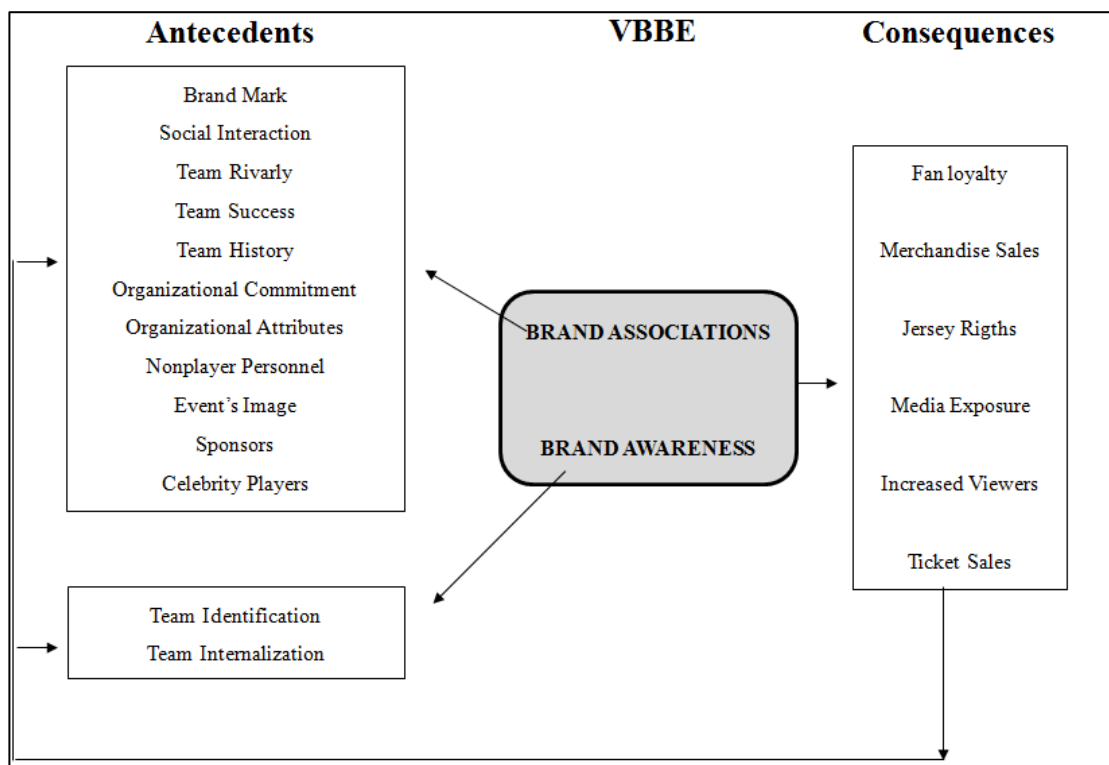 Antecedents
VBBE
Consequences
Brand Mark
Social Interaction
Team Rivarly
Team Success
Team History
Organizational Commitment
Organizational Attributes
Nonplayer Personnel
Event’s Image
Sponsors
Celebrity Players
Team Identification
Team Internalization
BRAND ASSOCIATIONS
BRAND AWARENESS
Fan loyalty
Merchandise Sales
Jersey Rigths
Media Exposure
Increased Viewers
Ticket Sales